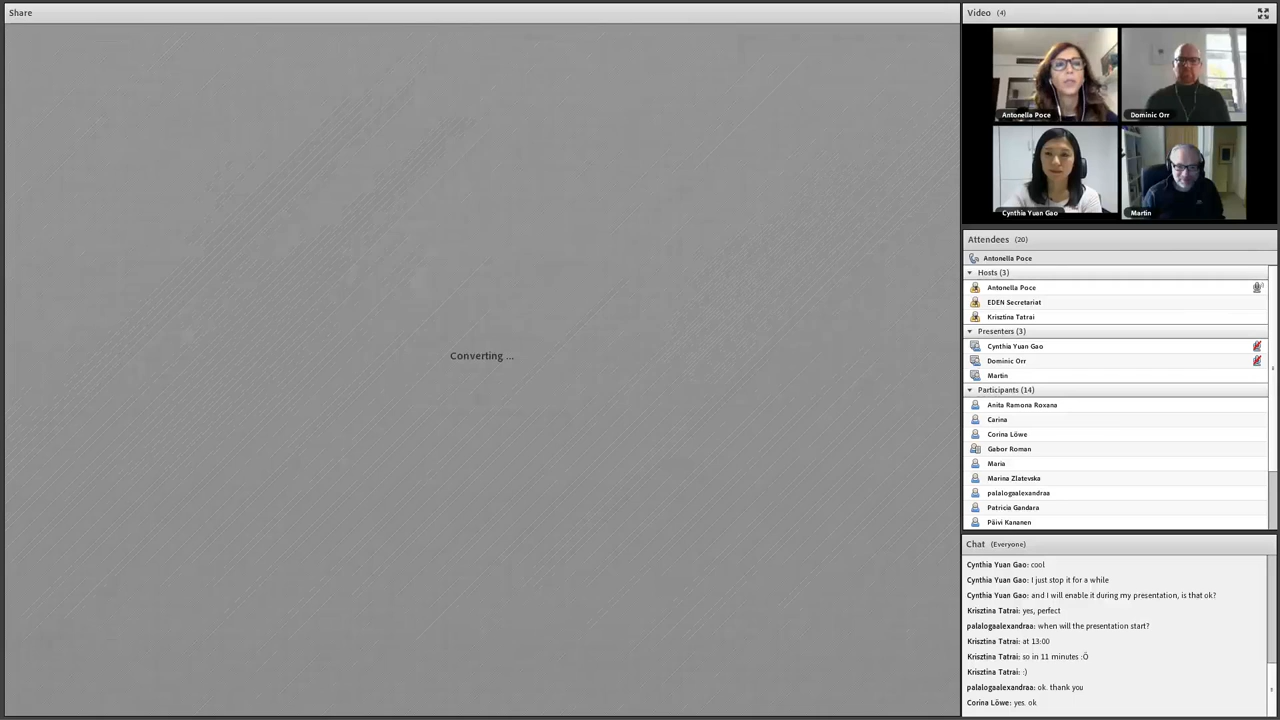 Share
Converting ...
Video (4)
Antonella Poce
Dominic Orr
Cynthia Yuan Gao
Martin
Attendees (20)
Antonella Poce
Hosts (3)
Antonella Poce
EDEN Secretariat
Krisztina Tatrai
Presenters (3)
Cynthia Yuan Gao
Dominic Orr
Martin
Participants (14)
Anita Ramona Roxana
Carina
Corina Löwe
Gabor Roman
Maria
Marina Zlatevska
palalogaalexandraa
Patricia Gandara
Päivi Kananen
Chat (Everyone)
Cynthia Yuan Gao: cool
Cynthia Yuan Gao: I just stop it for a while
Cynthia Yuan Gao: and I will enable it during my presentation, is that ok?
Krisztina Tatrai: yes, perfect
palalogaalexandraa: when will the presentation start?
Krisztina Tatrai: at 13:00
Krisztina Tatrai: so in 11 minutes :Ö
Krisztina Tatrai: :)
palalogaalexandraa: ok. thank you
Corina Löwe: yes. ok